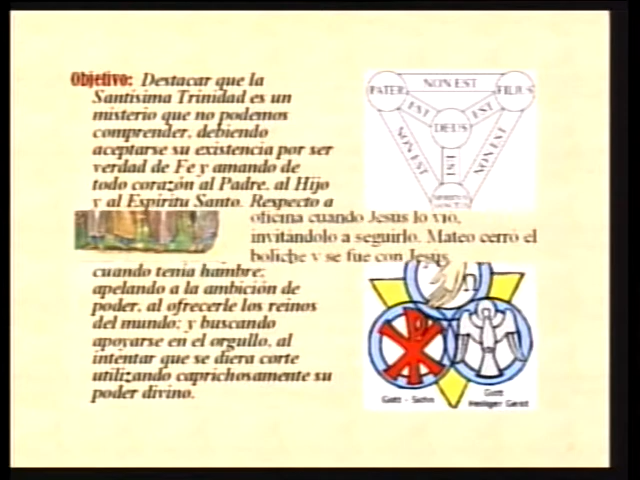 Objetivo: Destacar que la
Santísima Trinidad es un
misterio que no podemos
comprender, debiendo
aceptarse su existencia por ser
verdad de Fe y amando de
todo corazón al Padre, al Hijo
y al Espíritu Santo. Respecto a
oficina cuando Jesus lo vio,
invitándolo a seguirlo. Mateo cerró el
boliche y se fue con Jesus
cuando tenía hambre;
apelando a la ambición de
poder, al ofrecerle los reinos
del mundo; y buscando
apoyarse en el orgullo, al
intentar que se diera corte
utilizando caprichosamente su
poder divino.
PATER NON EST FILIUS
EST EST
DEUS
NON EST EST NON EST
Gott - Sohn
Gott
Heiliger Geist